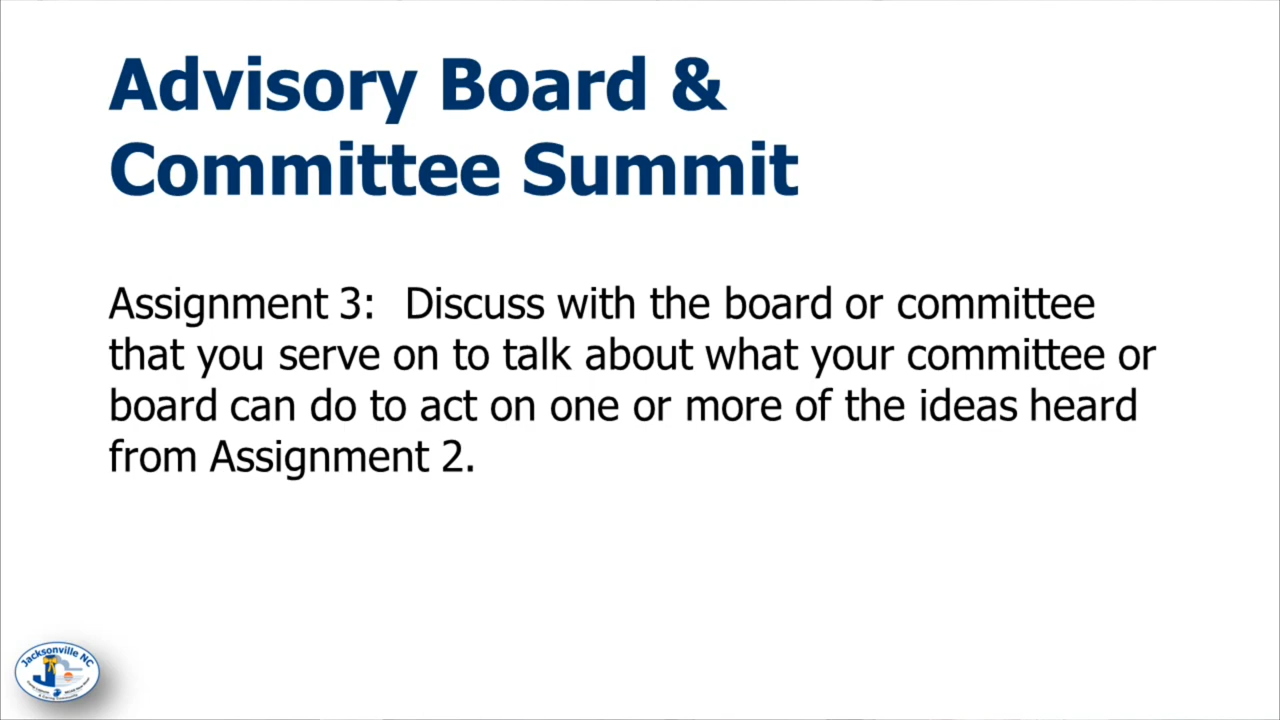 Advisory Board &
Committee Summit
Assignment 3: Discuss with the board or committee
that you serve on to talk about what your committee or
board can do to act on one or more of the ideas heard
from Assignment 2.
Jacksonville NC